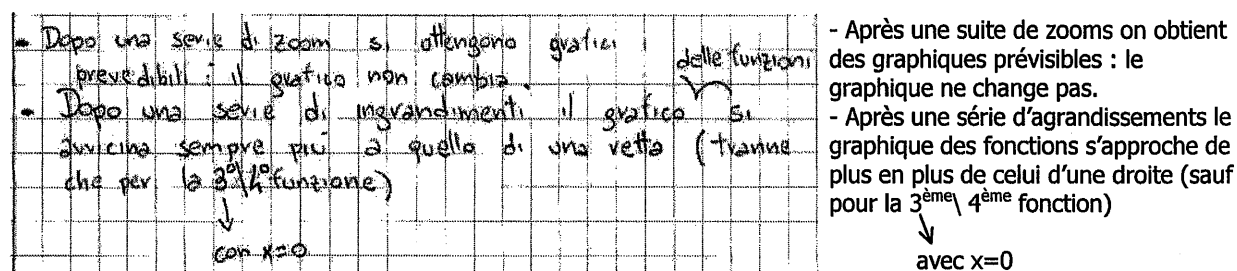 - Dopo una serie di zoom si ottengono grafici
prevedibili : il grafico non cambia.
delle funzioni
- Dopo una serie di ingrandimenti il grafico si
avvicina sempre più a quello di una retta (tranne
che per la 3°\4° funzione)
con x=0
- Après une suite de zooms on obtient
des graphiques prévisibles : le
graphique ne change pas.
- Après une série d'agrandissements le
graphique des fonctions s'approche de
plus en plus de celui d'une droite (sauf
pour la 3ème\ 4ème fonction)
avec x=0